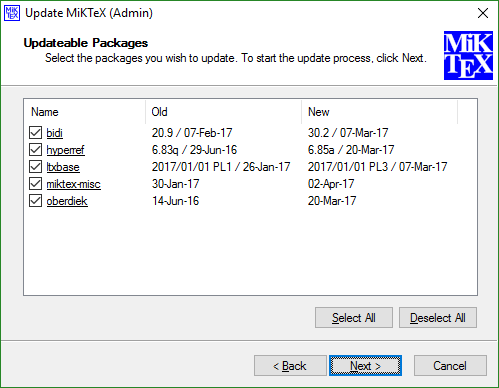 Update MiKTeX (Admin)
Updateable Packages
Select the packages you wish to update. To start the update process, click Next.
MiK
TEX
Name Old New
bidi 20.9 / 07-Feb-17 30.2 / 07-Mar-17
hyperref 6.83q / 29-Jun-16 6.85a / 20-Mar-17
ltxbase 2017/01/01 PL1 / 26-Jan-17 2017/01/01 PL3 / 07-Mar-17
miktex-misc 30-Jan-17 02-Apr-17
oberdiek 14-Jun-16 20-Mar-17
Select All Deselect All
< Back Next > Cancel